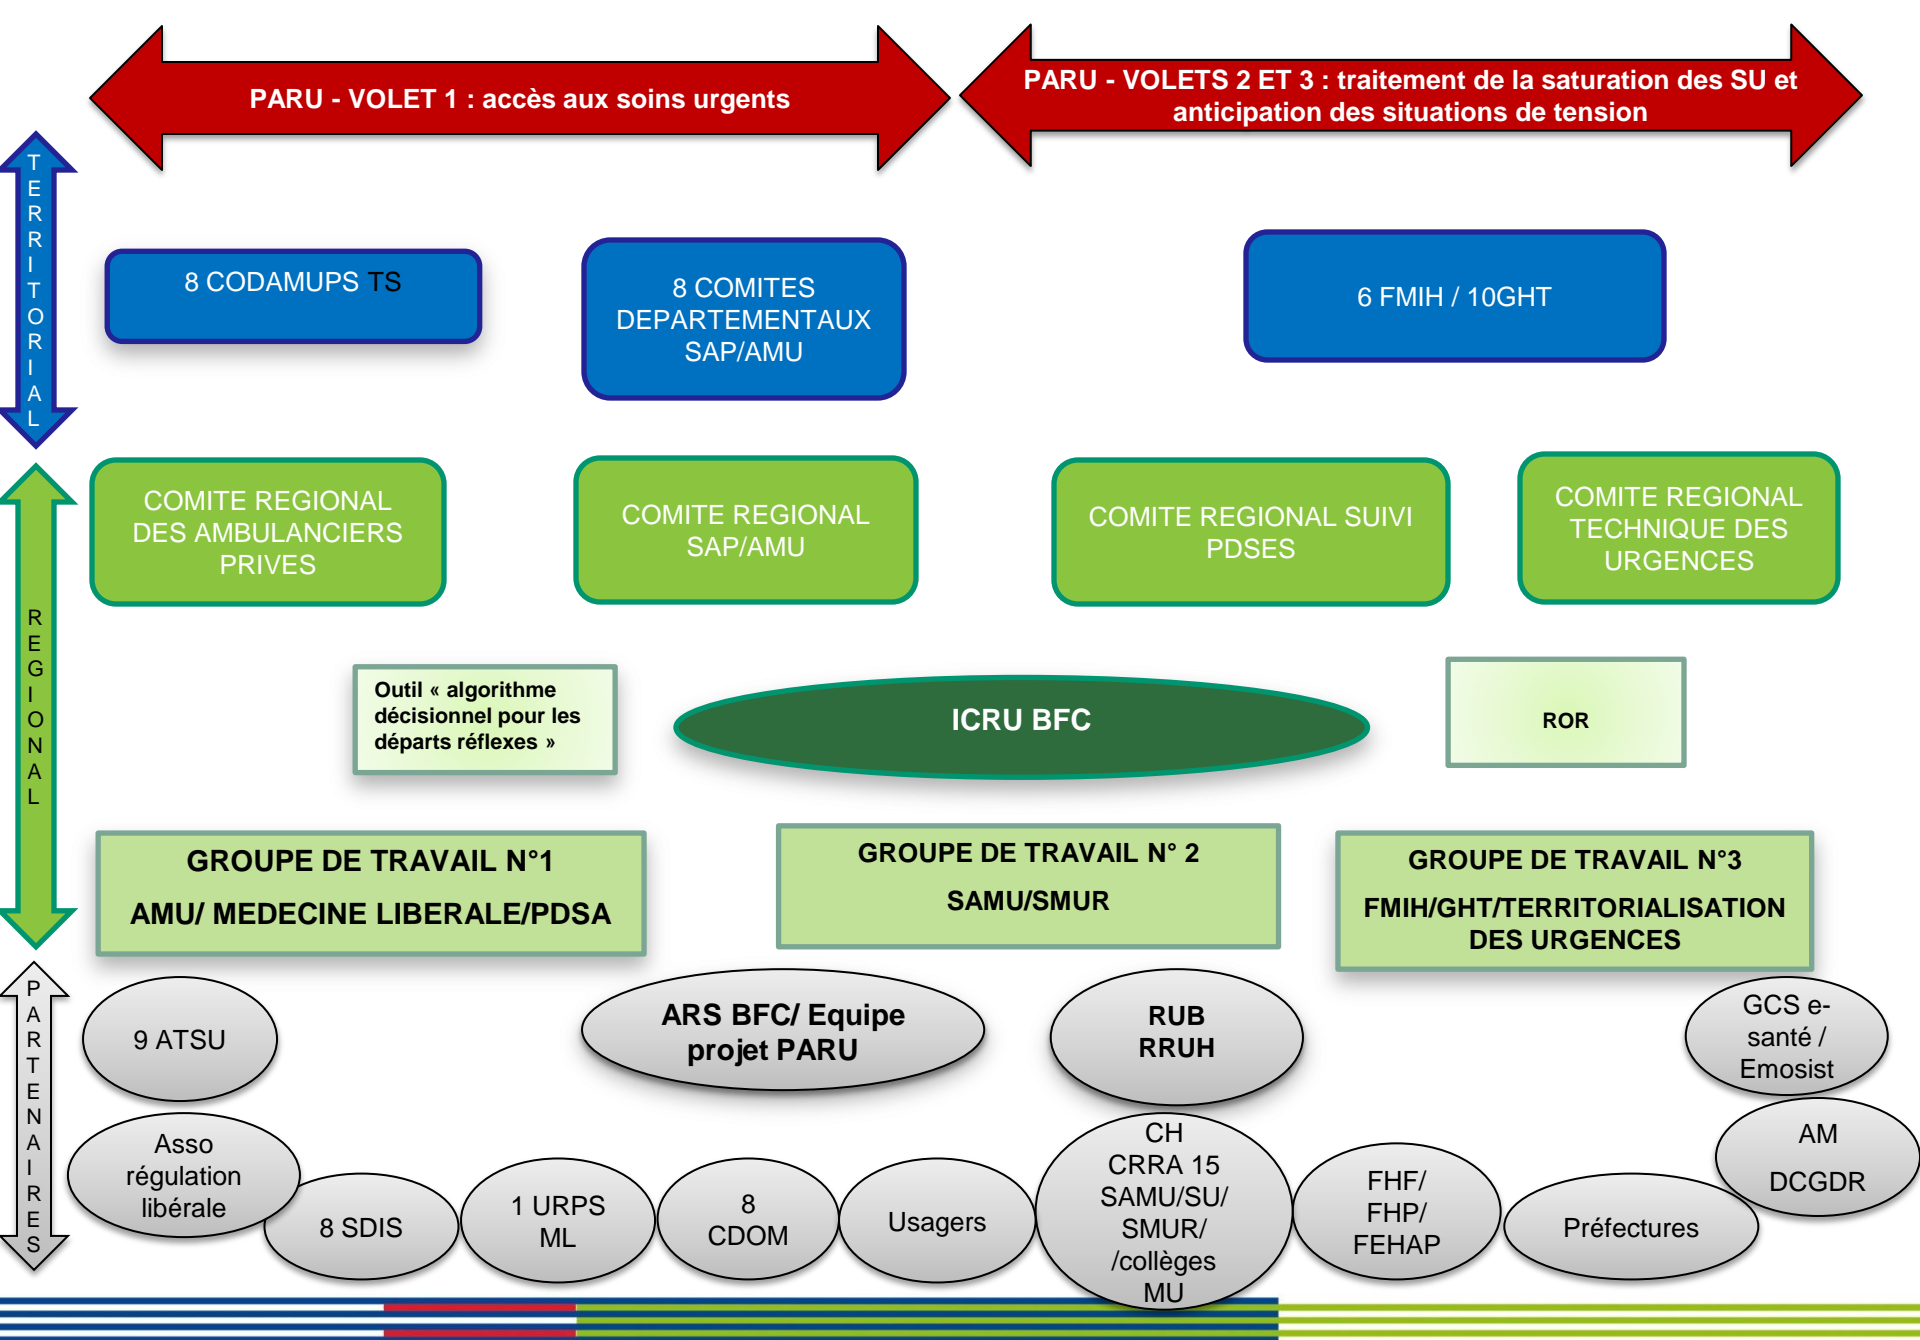 PARU - VOLET 1 : accès aux soins urgents
PARU - VOLETS 2 ET 3 : traitement de la saturation des SU et
anticipation des situations de tension
TERRITORIAL
8 CODAMUPS TS
8 COMITES
DEPARTEMENTAUX
SAP/AMU
6 FMIH / 10GHT
REGIONAL
COMITE REGIONAL
DES AMBULANCIERS
PRIVES
COMITE REGIONAL
SAP/AMU
COMITE REGIONAL SUIVI
PDSES
COMITE REGIONAL
TECHNIQUE DES
URGENCES
Outil « algorithme
décisionnel pour les
départs réflexes »
ICRU BFC
ROR
GROUPE DE TRAVAIL N°1
AMU/ MEDECINE LIBERALE/PDSA
GROUPE DE TRAVAIL N° 2
SAMU/SMUR
GROUPE DE TRAVAIL N°3
FMIH/GHT/TERRITORIALISATION
DES URGENCES
PARTENAIRES
9 ATSU
ARS BFC/ Equipe
projet PARU
RUB
RRUH
GCS e-
santé /
Emosist
Asso
régulation
libérale
8 SDIS
1 URPS
ML
8
CDOM
Usagers
CH
CRRA 15
SAMU/SU/
SMUR/
/collèges
MU
FHF/
FHP/
FEHAP
Préfectures
AM
DCGDR